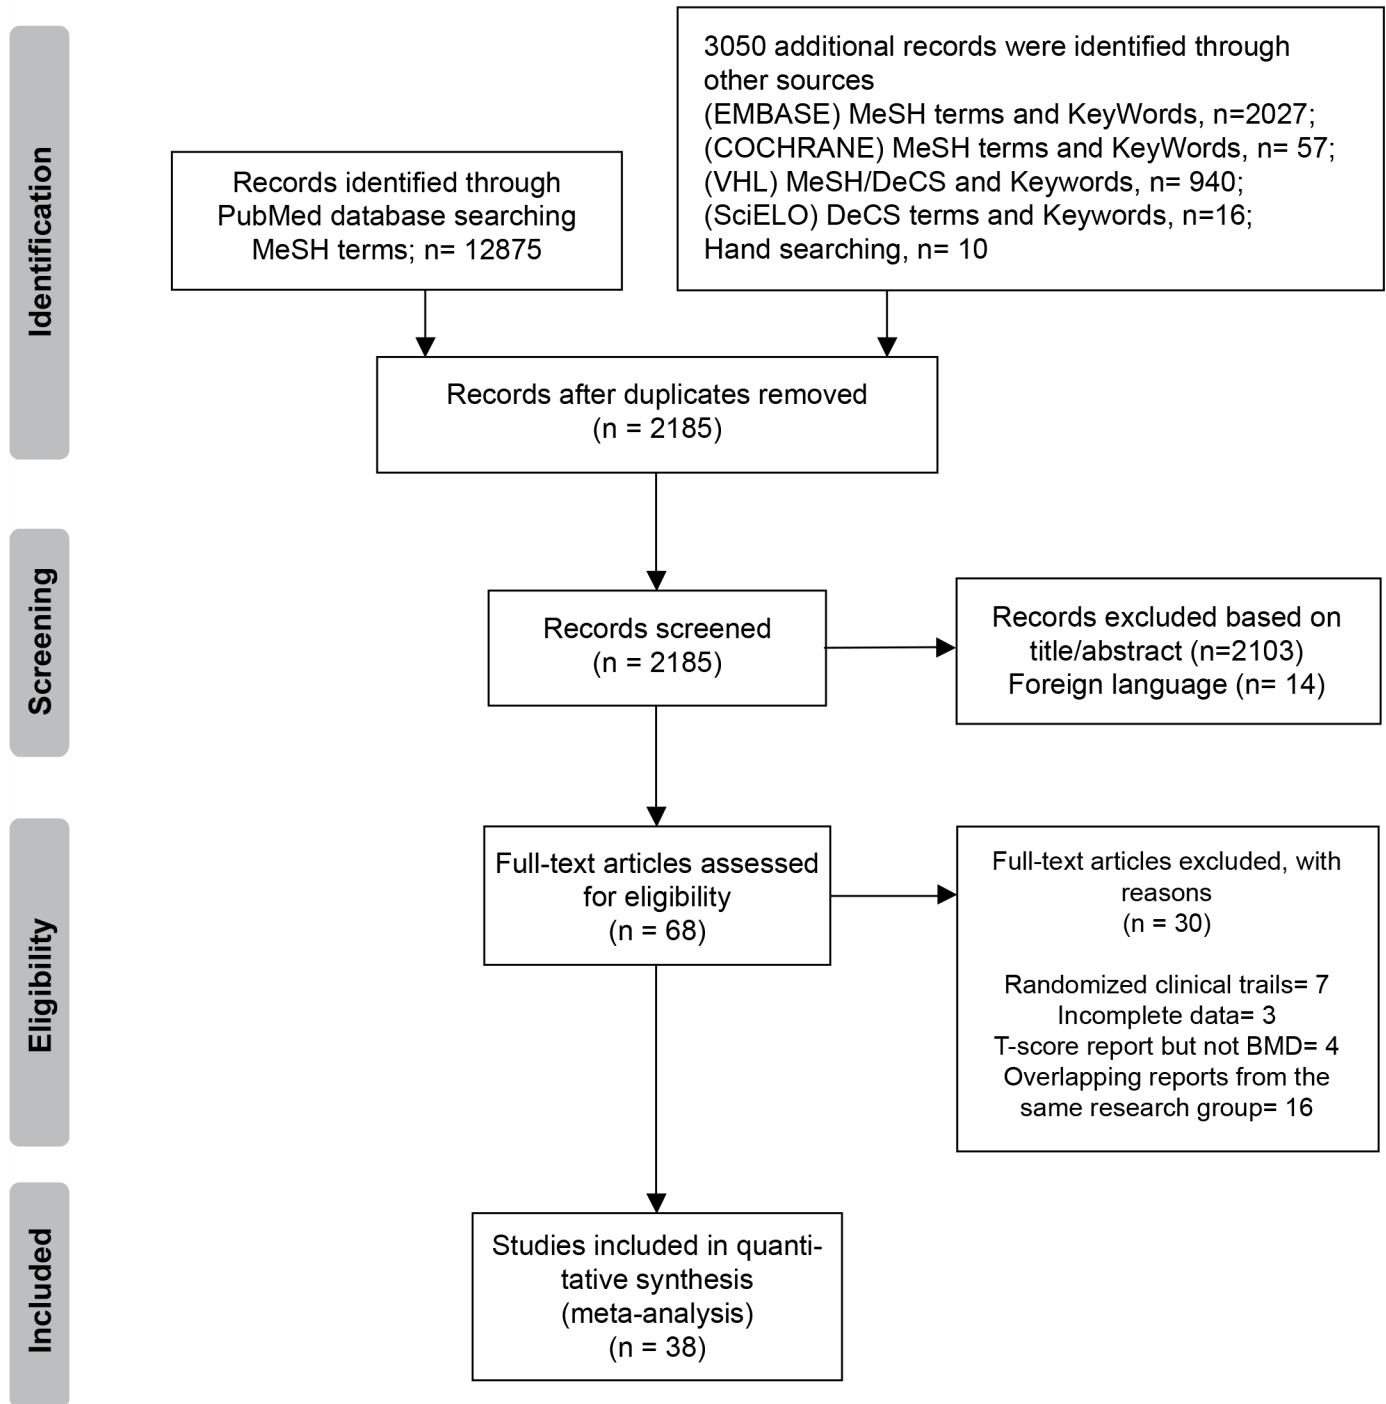 Identification
Records identified through
PubMed database searching
MeSH terms; n= 12875
3050 additional records were identified through
other sources
(EMBASE) MeSH terms and KeyWords, n=2027;
(COCHRANE) MeSH terms and KeyWords, n= 57;
(VHL) MeSH/DeCS and Keywords, n= 940;
(SciELO) DeCS terms and Keywords, n=16;
Hand searching, n= 10
Records after duplicates removed
(n = 2185)
Screening
Records screened
(n = 2185)
Records excluded based on
title/abstract (n=2103)
Foreign language (n= 14)
Eligibility
Full-text articles assessed
for eligibility
(n = 68)
Full-text articles excluded, with
reasons
(n = 30)
Randomized clinical trails= 7
Incomplete data= 3
T-score report but not BMD= 4
Overlapping reports from the
same research group= 16
Included
Studies included in quanti-
tative synthesis
(meta-analysis)
(n = 38)